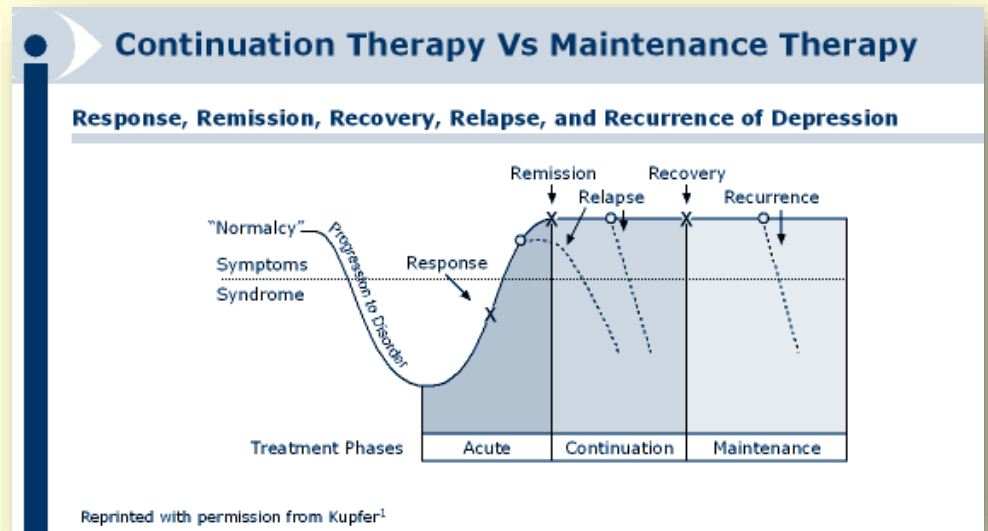 Continuation Therapy Vs Maintenance Therapy
Response, Remission, Recovery, Relapse, and Recurrence of Depression
Remission
Recovery
Relapse
Recurrence
"Normalcy"
Progression to Disorder
Symptoms
Response
Syndrome
Treatment Phases
Acute
Continuation
Maintenance
Reprinted with permission from Kupfer¹